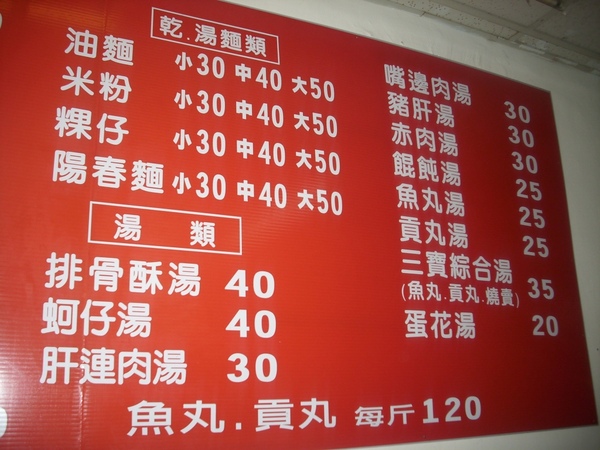 乾.湯麵類
油麵 小30 中40 大50
米粉 小30 中40 大50
粿仔 小30 中40 大50
陽春麵 小30 中40 大50
湯 類
排骨酥湯 40
蚵仔湯 40
肝連肉湯 30
嘴邊肉湯 30
豬肝湯 30
赤肉湯 30
餛飩湯 25
魚丸湯 25
貢丸湯 25
三寶綜合湯 35
(魚丸.貢丸.燒賣)
蛋花湯 20
魚丸.貢丸 每斤120